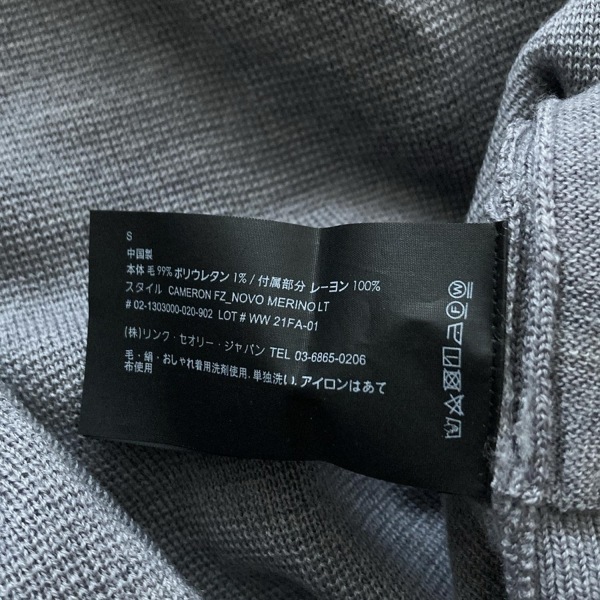 S
中国製
本体 毛 99% ポリウレタン 1% / 付属部分 レーヨン 100%
スタイル CAMERON FZ_NOVO MERINO LT
# 02-1303000-020-902 LOT # WW 21FA-01
(株)リンク・セオリー・ジャパン TEL 03-6865-0206
毛・絹・おしゃれ着用洗剤使用、単独洗い、アイロンはあて
布使用